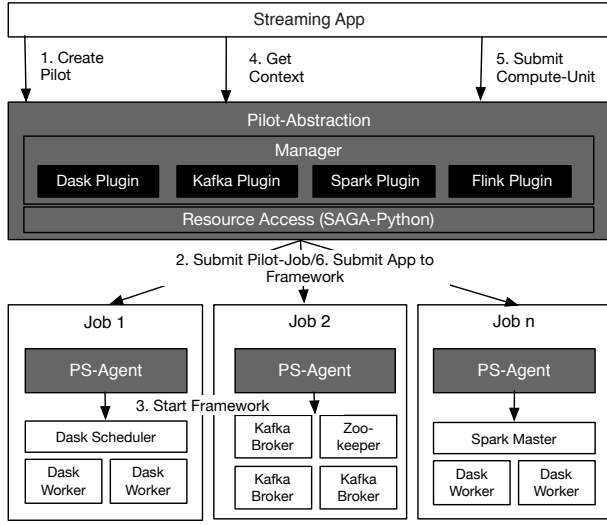 Streaming App
1. Create
Pilot
4. Get
Context
5. Submit
Compute-Unit
Pilot-Abstraction
Manager
Dask Plugin
Kafka Plugin
Spark Plugin
Flink Plugin
Resource Access (SAGA-Python)
2. Submit Pilot-Job/6. Submit App to
Framework
Job 1
Job 2
Job n
PS-Agent
PS-Agent
PS-Agent
3. Start Framework
Dask Scheduler
Dask
Worker
Dask
Worker
Kafka
Broker
Zoo-
keeper
Kafka
Broker
Kafka
Broker
Spark Master
Dask
Worker
Dask
Worker